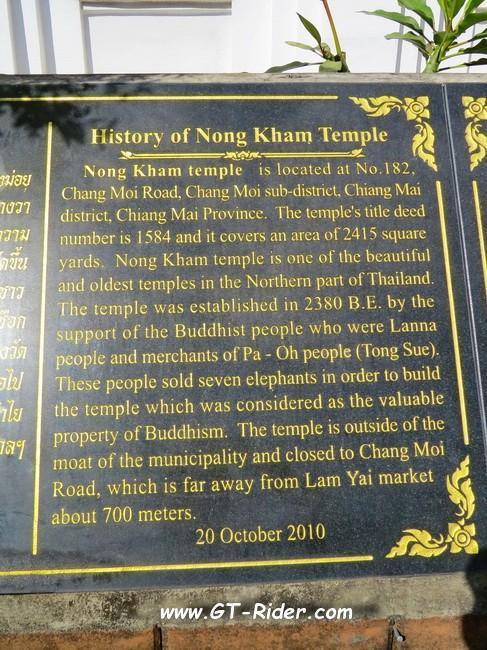 History of Nong Kham Temple
Nong Kham temple is located at No.182,
Chang Moi Road, Chang Moi sub-district, Chiang Mai
district, Chiang Mai Province. The temple's title deed
number is 1584 and it covers an area of 2415 square
yards. Nong Kham temple is one of the beautiful
and oldest temples in the Northern part of Thailand.
The temple was established in 2380 B.E. by the
support of the Buddhist people who were Lanna
people and merchants of Pa - Oh people (Tong Sue).
These people sold seven elephants in order to build
the temple which was considered as the valuable
property of Buddhism. The temple is outside of the
moat of the municipality and closed to Chang Moi
Road, which is far away from Lam Yai market
about 700 meters.
20 October 2010
www.GT-Rider.com